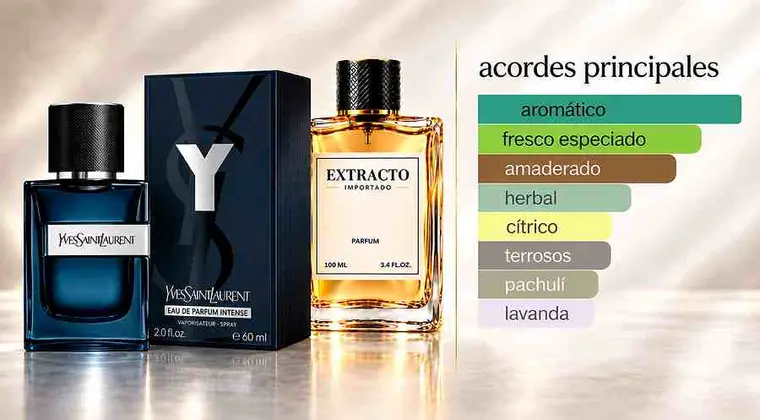 YVESSAINTLAURENT
Y
YVESSAINTLAURENT
EAU DE PARFUM INTENSE
VAPORISATEUR - SPRAY
2.0 fl.oz. e 60 ml
EXTRACTO
IMPORTADO
PARFUM
100 ML 3.4 FL.OZ.
acordes principales
aromático
fresco especiado
amaderado
herbal
cítrico
terrosos
pachulí
lavanda